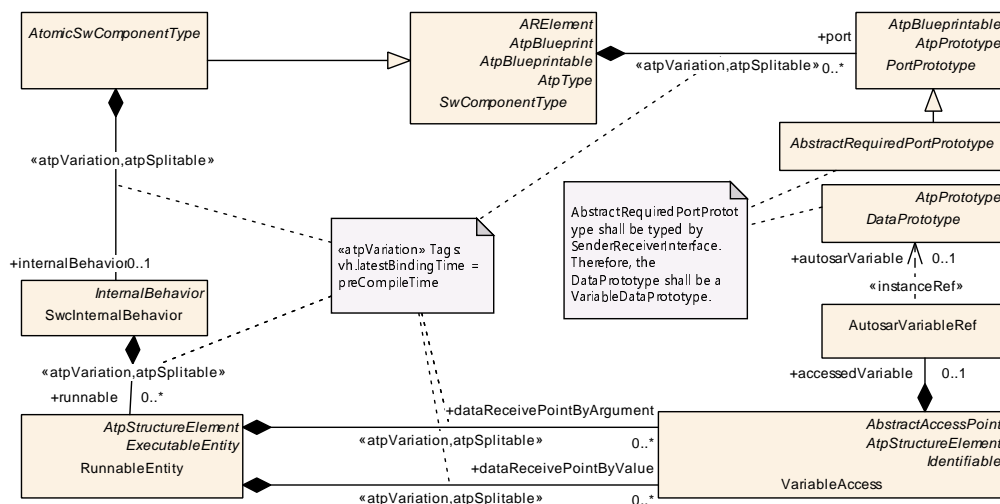 AtomicSwComponentType
ARElement
AtpBlueprint
AtpBlueprintable
AtpType
SwComponentType
AtpBlueprintable
AtpPrototype
PortPrototype
+port
«atpVariation,atpSplitable»
0..*
AbstractRequiredPortPrototype
«atpVariation,atpSplitable»
AbstractRequiredPortProtot
ype shall be typed by
SenderReceiverInterface.
Therefore, the
DataPrototype shall be a
VariableDataPrototype.
AtpPrototype
DataPrototype
«atpVariation» Tags:
vh.latestBindingTime =
preCompileTime
+internalBehavior
0..1
+autosarVariable
0..1
«instanceRef»
InternalBehavior
SwcInternalBehavior
AutosarVariableRef
«atpVariation,atpSplitable»
+runnable
0..*
+accessedVariable
0..1
AtpStructureElement
ExecutableEntity
RunnableEntity
+dataReceivePointByArgument
«atpVariation,atpSplitable»
0..*
+dataReceivePointByValue
«atpVariation,atpSplitable»
0..*
AbstractAccessPoint
AtpStructureElement
Identifiable
VariableAccess